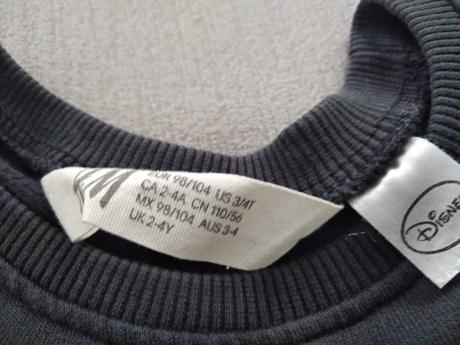 EUR 98/104 US 3/4T
CA 2-4A, CN 110/56
MX 98/104 AUS 3-4
UK 2-4Y
DISNEY